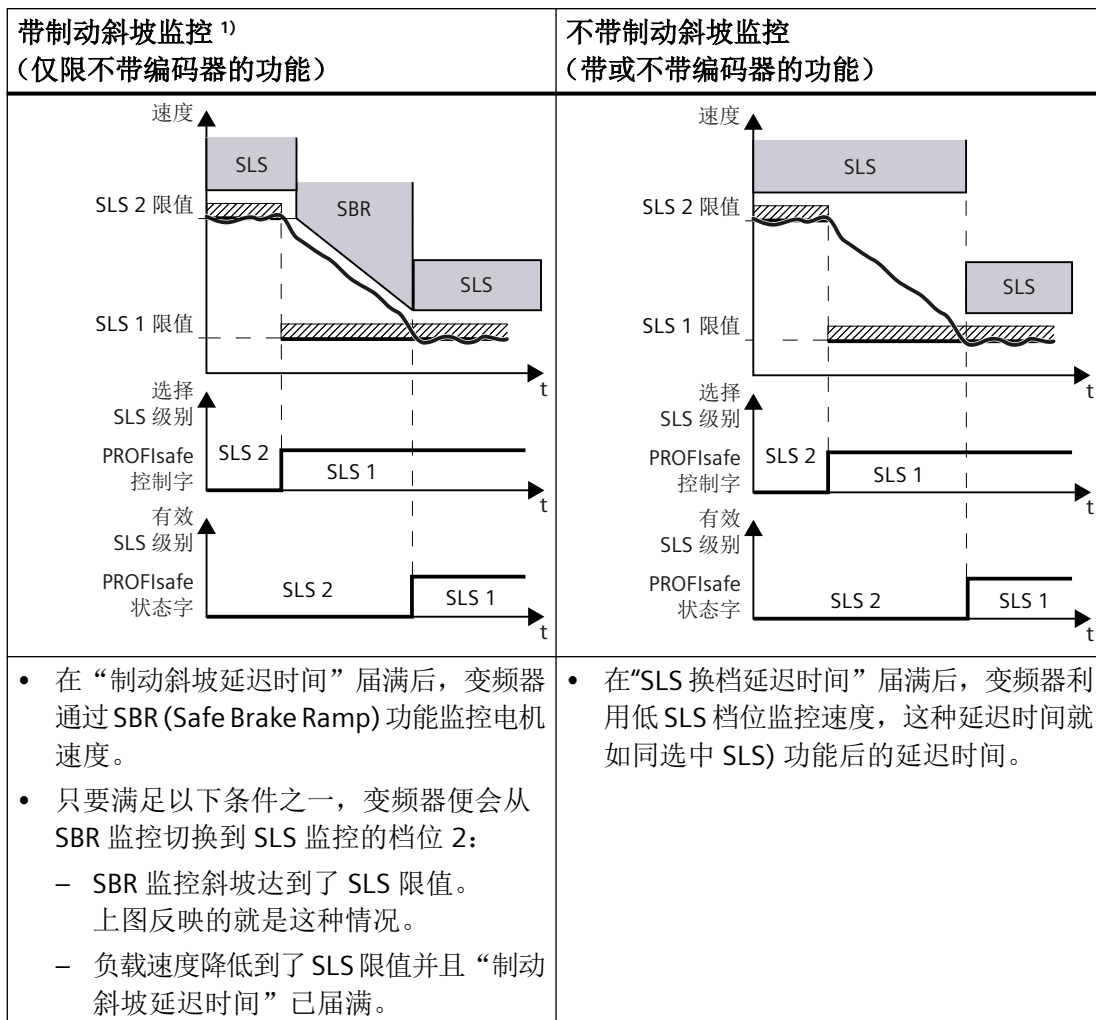 带制动斜坡监控 1)
（仅限不带编码器的功能）
不带制动斜坡监控
（带或不带编码器的功能）
速度
SLS
SLS 2 限值
SBR
SLS
SLS 1 限值
t
选择
SLS 级别
PROFIsafe
控制字
SLS 2
SLS 1
t
有效
SLS 级别
PROFIsafe
状态字
SLS 2
SLS 1
t
速度
SLS
SLS 2 限值
SLS
SLS 1 限值
t
选择
SLS 级别
PROFIsafe
控制字
SLS 2
SLS 1
t
有效
SLS 级别
PROFIsafe
状态字
SLS 2
SLS 1
t
• 在“制动斜坡延迟时间”届满后，变频器
通过 SBR (Safe Brake Ramp) 功能监控电机
速度。
• 只要满足以下条件之一，变频器便会从
SBR 监控切换到 SLS 监控的档位 2：
– SBR 监控斜坡达到了 SLS 限值。
上图反映的就是这种情况。
– 负载速度降低到了 SLS 限值并且“制动
斜坡延迟时间”已届满。
• 在“SLS 换档延迟时间”届满后，变频器利
用低 SLS 档位监控速度，这种延迟时间就
如同选中 SLS) 功能后的延迟时间。